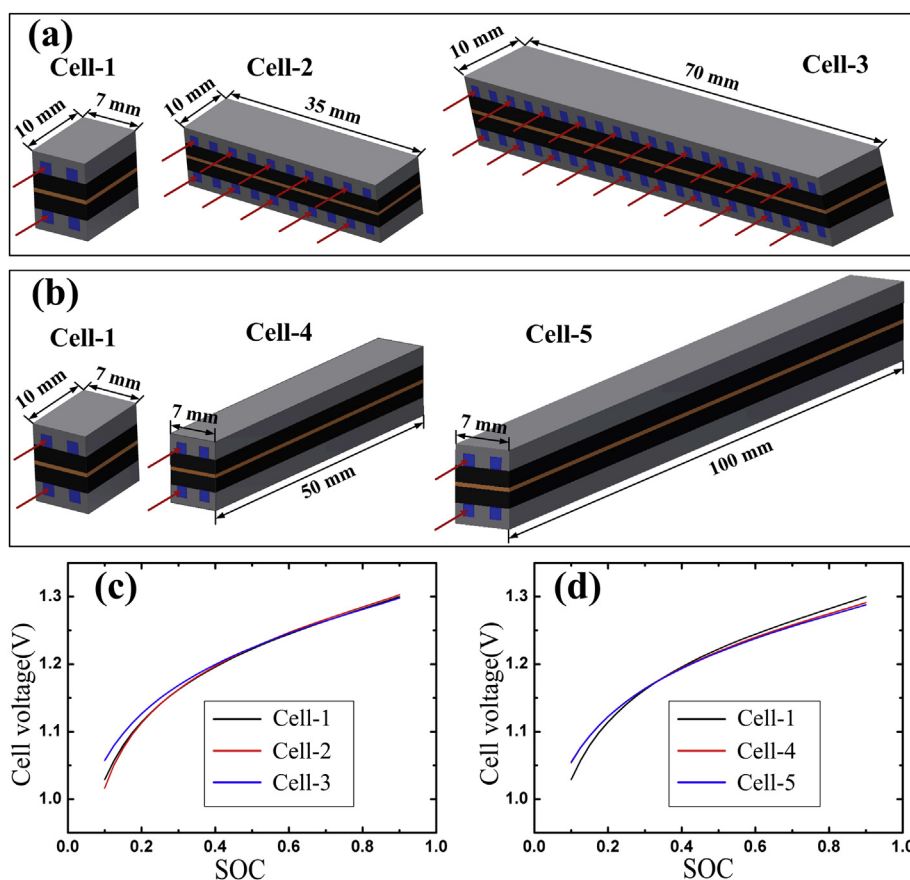 (a)
Cell-1
10 mm
7 mm
Cell-2
10 mm
35 mm
Cell-3
10 mm
70 mm
(b)
Cell-1
10 mm
7 mm
Cell-4
7 mm
50 mm
Cell-5
7 mm
100 mm
(c)
Cell voltage(V)
1.3
1.2
1.1
1.0
Cell-1
Cell-2
Cell-3
0.0 0.2 0.4 0.6 0.8 1.0
SOC
(d)
Cell voltage(V)
1.3
1.2
1.1
1.0
Cell-1
Cell-4
Cell-5
0.0 0.2 0.4 0.6 0.8 1.0
SOC